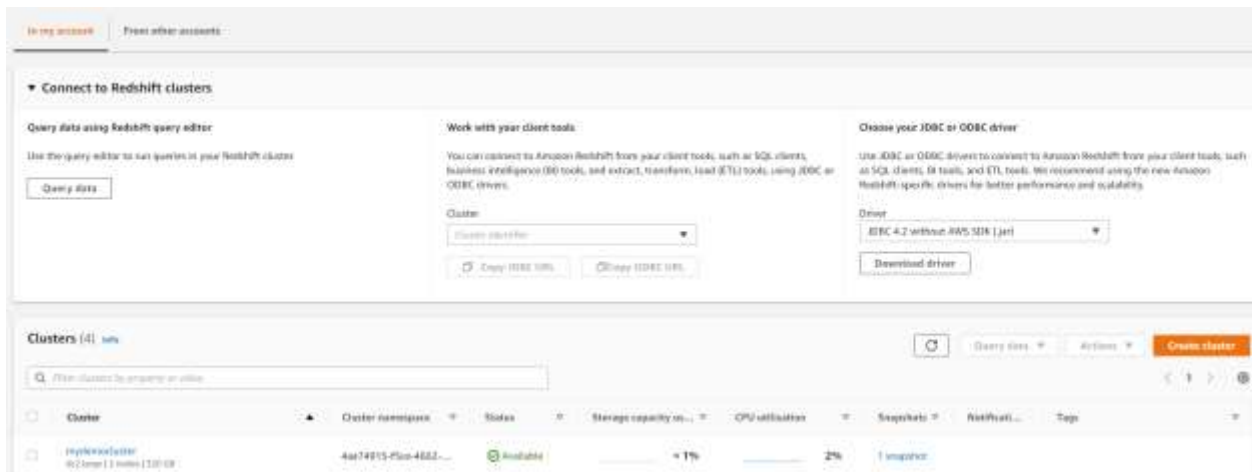 In my account
From other accounts
Connect to Redshift clusters
Query data using Redshift query editor
Use the query editor to run queries in your Redshift cluster
Query data
Work with your client tools
You can connect to Amazon Redshift from your client tools, such as SQL clients,
business intelligence (BI) tools, and extract, transform, load (ETL) tools, using JDBC or
ODBC drivers.
Cluster
Cluster identifier
Copy JDBC URL
Copy ODBC URL
Choose your JDBC or ODBC driver
Use JDBC or ODBC drivers to connect to Amazon Redshift from your client tools, such
as SQL clients, BI tools, and ETL tools. We recommend using the new Amazon
Redshift-specific drivers for better performance and scalability.
Driver
JDBC 4.2 without AWS SDK (.jar)
Download driver
Clusters (4) Info
Query data
Actions
Create cluster
Filter clusters by property or value
1
Cluster
Cluster namespace
Status
Storage capacity us...
CPU utilisation
Snapshots
Notificati...
Tags
Available
< 1%
2%
1 snapshot